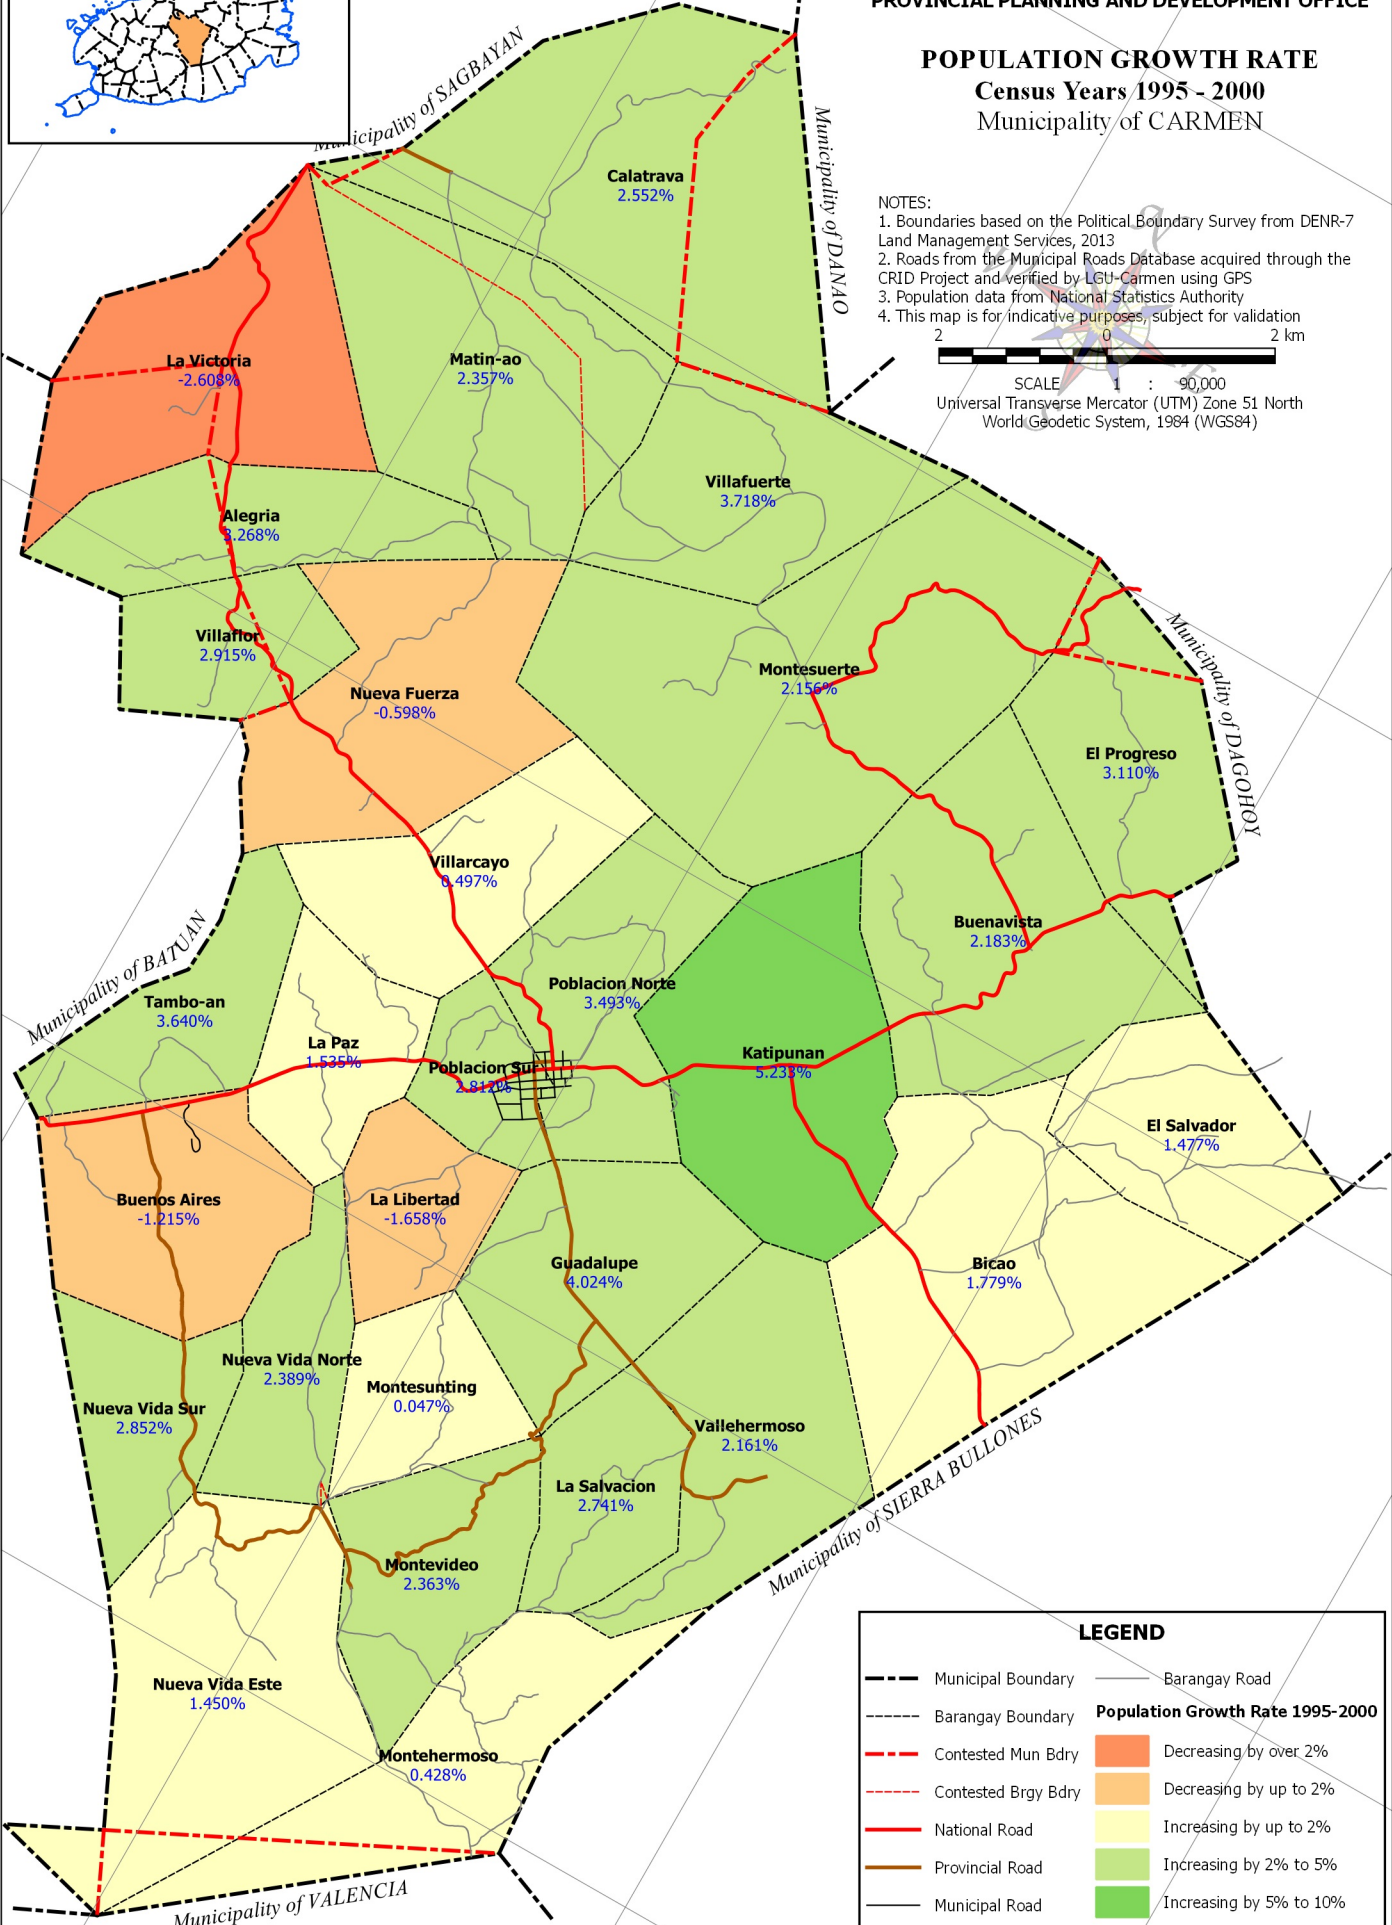 PROVINCIAL PLANNING AND DEVELOPMENT OFFICE
POPULATION GROWTH RATE
Census Years 1995 - 2000
Municipality of CARMEN
NOTES:
1. Boundaries based on the Political Boundary Survey from DENR-7
Land Management Services, 2013
2. Roads from the Municipal Roads Database acquired through the
CRID Project and verified by LGU-Carmen using GPS
3. Population data from National Statistics Authority
4. This map is for indicative purposes, subject for validation
2 0 2 km
SCALE 1 : 90,000
Universal Transverse Mercator (UTM) Zone 51 North
World Geodetic System, 1984 (WGS84)
Municipality of SAGBAYAN
Municipality of DANAO
Calatrava
2.552%
La Victoria
-2.608%
Matin-ao
2.357%
Villafuerte
3.718%
Alegria
3.268%
Villaflor
2.915%
Nueva Fuerza
-0.598%
Montesuerte
2.156%
Municipality of DAGOHOY
El Progreso
3.110%
Villarcayo
0.497%
Buenavista
2.183%
Municipality of BATUAN
Tambo-an
3.640%
Poblacion Norte
3.493%
La Paz
1.535%
Poblacion Sur
2.812%
Katipunan
5.233%
El Salvador
1.477%
Buenos Aires
-1.215%
La Libertad
-1.658%
Guadalupe
4.024%
Bicao
1.779%
Nueva Vida Norte
2.389%
Montesunting
0.047%
Nueva Vida Sur
2.852%
Vallehermoso
2.161%
La Salvacion
2.741%
Municipality of SIERRA BULLONES
Montevideo
2.363%
Nueva Vida Este
1.450%
Montehermoso
0.428%
Municipality of VALENCIA
LEGEND
Municipal Boundary
Barangay Boundary
Contested Mun Bdry
Contested Brgy Bdry
National Road
Provincial Road
Municipal Road
Barangay Road
Population Growth Rate 1995-2000
Decreasing by over 2%
Decreasing by up to 2%
Increasing by up to 2%
Increasing by 2% to 5%
Increasing by 5% to 10%